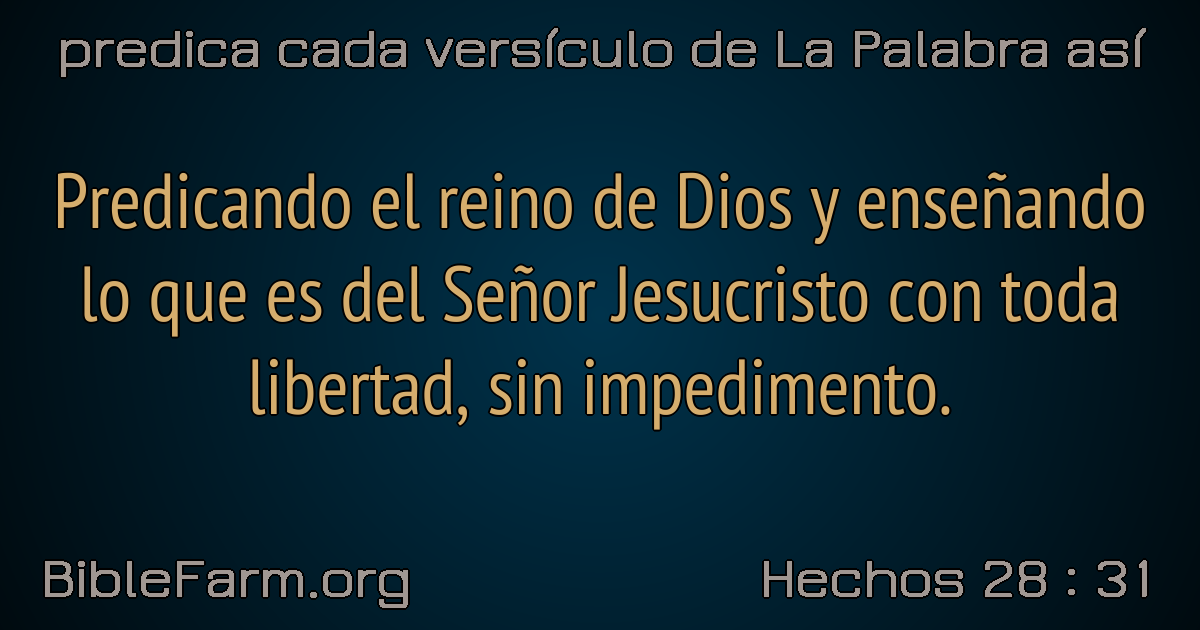 predica cada versículo de La Palabra así
Predicando el reino de Dios y enseñando
lo que es del Señor Jesucristo con toda
libertad, sin impedimento.
BibleFarm.org
Hechos 28 : 31